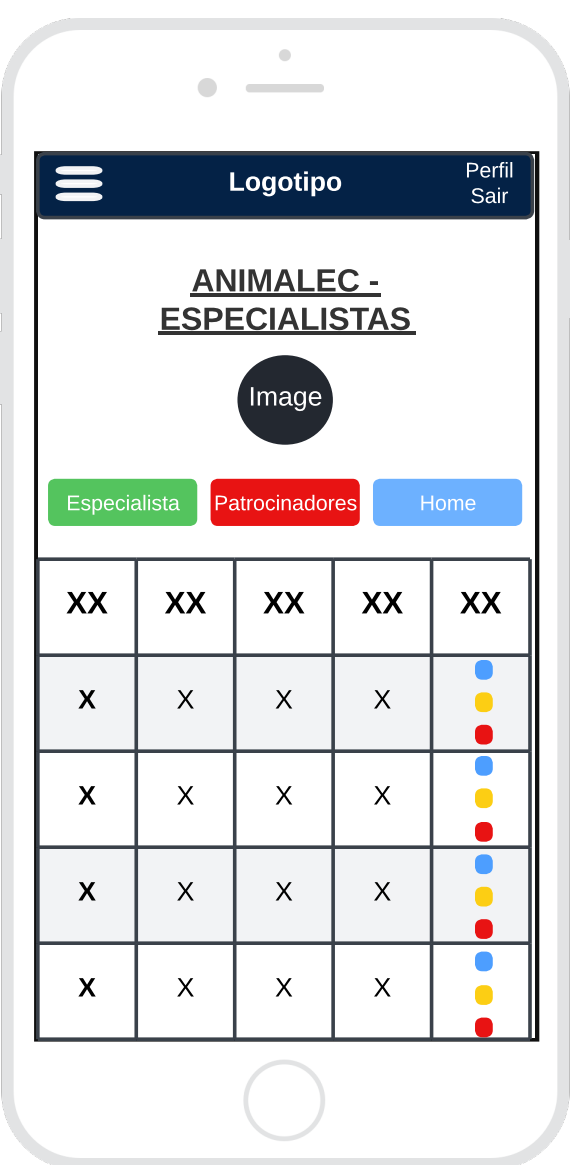 Logotipo
Perfil
Sair
ANIMALEC -
ESPECIALISTAS
Image
Especialista
Patrocinadores
Home
XX XX XX XX XX
X X X X
X X X X
X X X X
X X X X